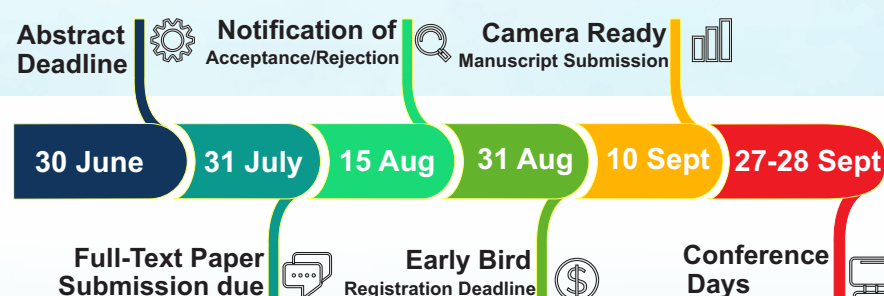 Abstract
Deadline
Notification of
Acceptance/Rejection
Camera Ready
Manuscript Submission
30 June
31 July
15 Aug
31 Aug
10 Sept
27-28 Sept
Full-Text Paper
Submission due
Early Bird
Registration Deadline
Conference
Days